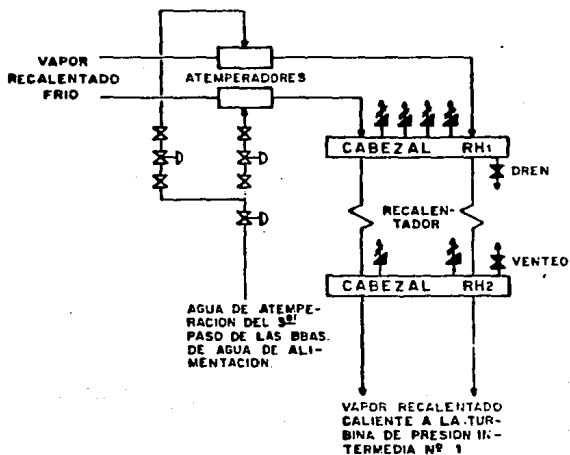 VAPOR
RECALENTADO
FRIO
ATEMPERADORES
CABEZAL RH1
DREN
RECALEN-
TADOR
VENTEO
CABEZAL RH2
AGUA DE ATEMPE-
RACION DEL 3er
PASO DE LAS BBAS.
DE AGUA DE ALI-
MENTACION.
VAPOR RECALENTADO
CALIENTE A LA TUR-
BINA DE PRESION IN-
TERMEDIA Nº 1